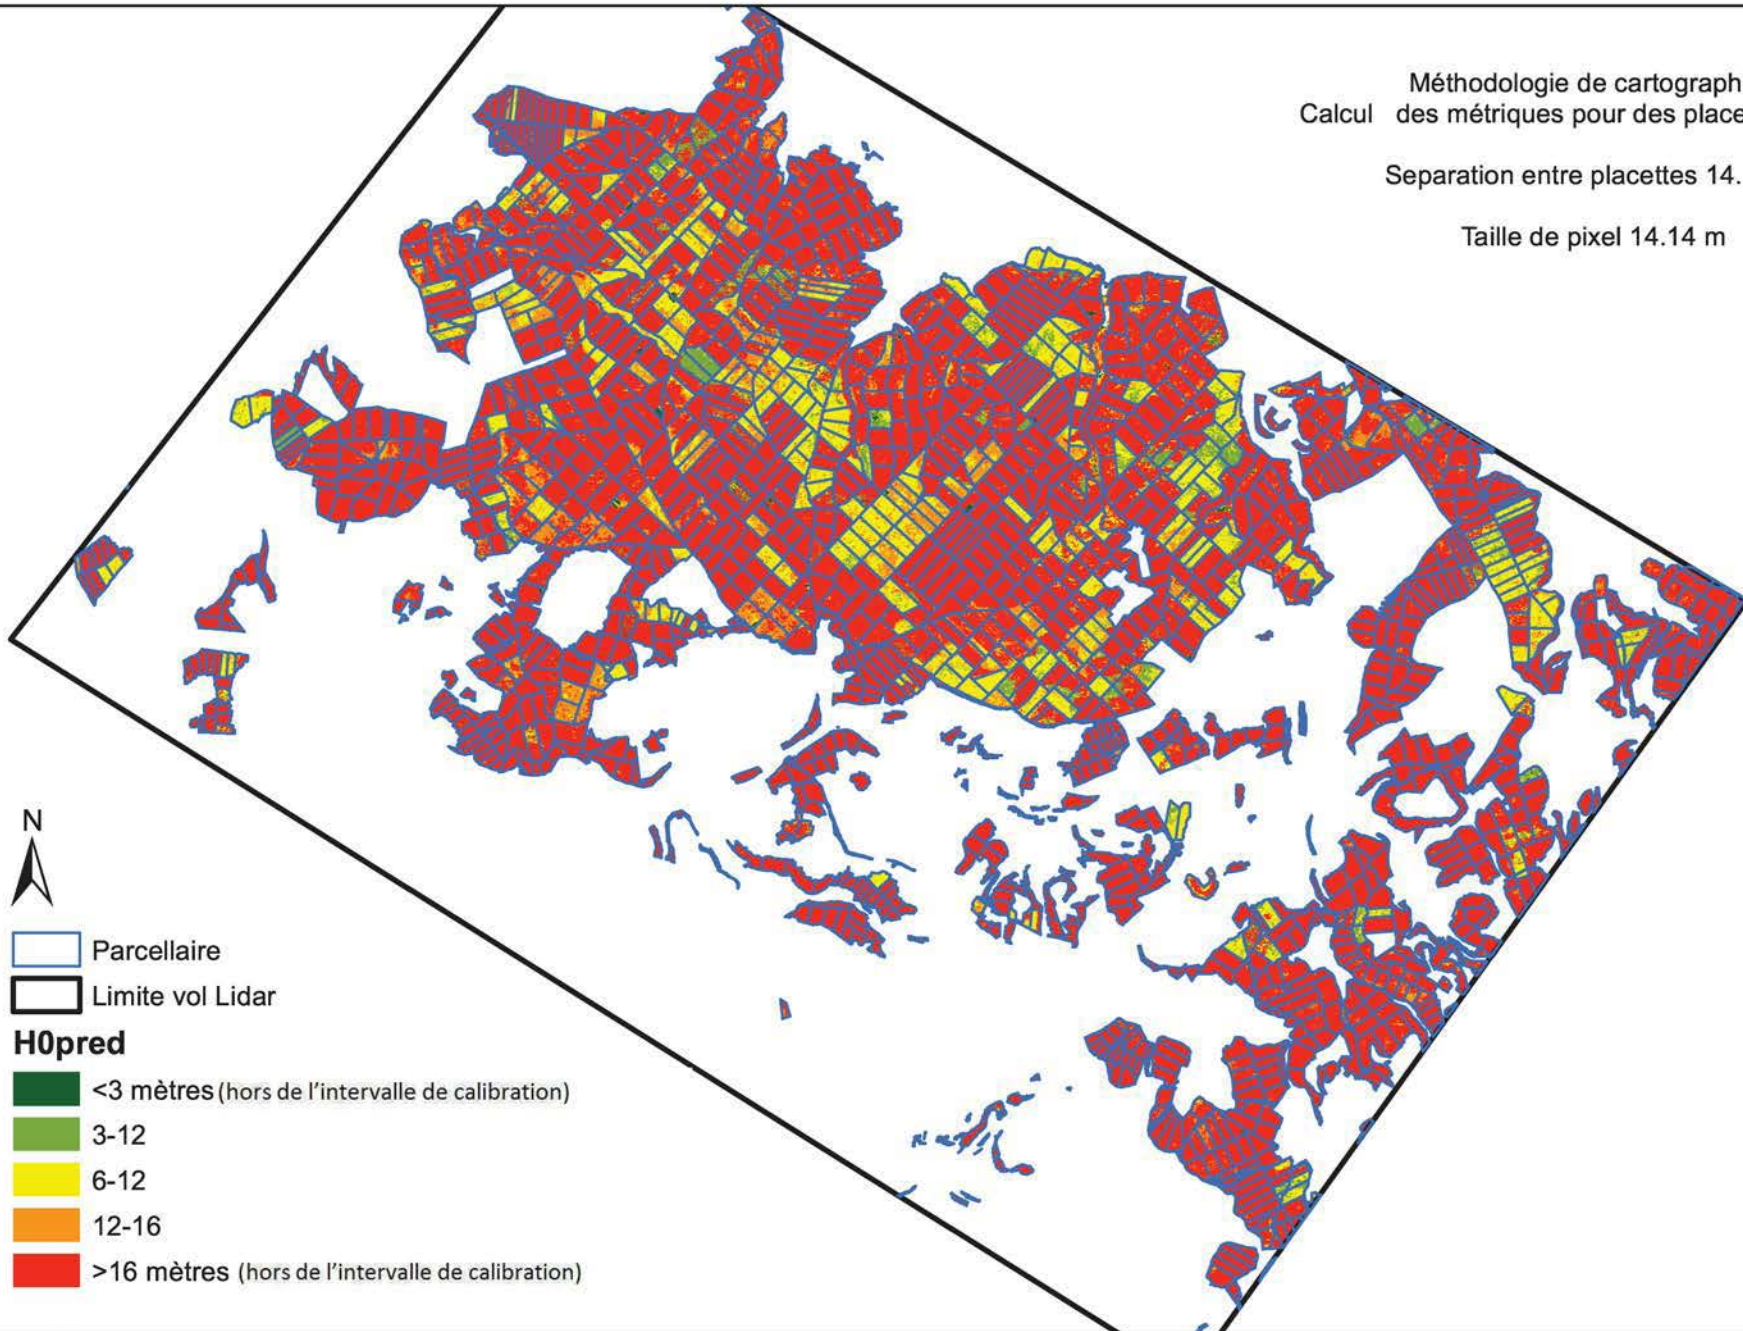 Méthodologie de cartograph
Calcul des métriques pour des place
Separation entre placettes 14.
Taille de pixel 14.14 m
N
Parcellaire
Limite vol Lidar
H0pred
<3 mètres (hors de l'intervalle de calibration)
3-12
6-12
12-16
>16 mètres (hors de l'intervalle de calibration)